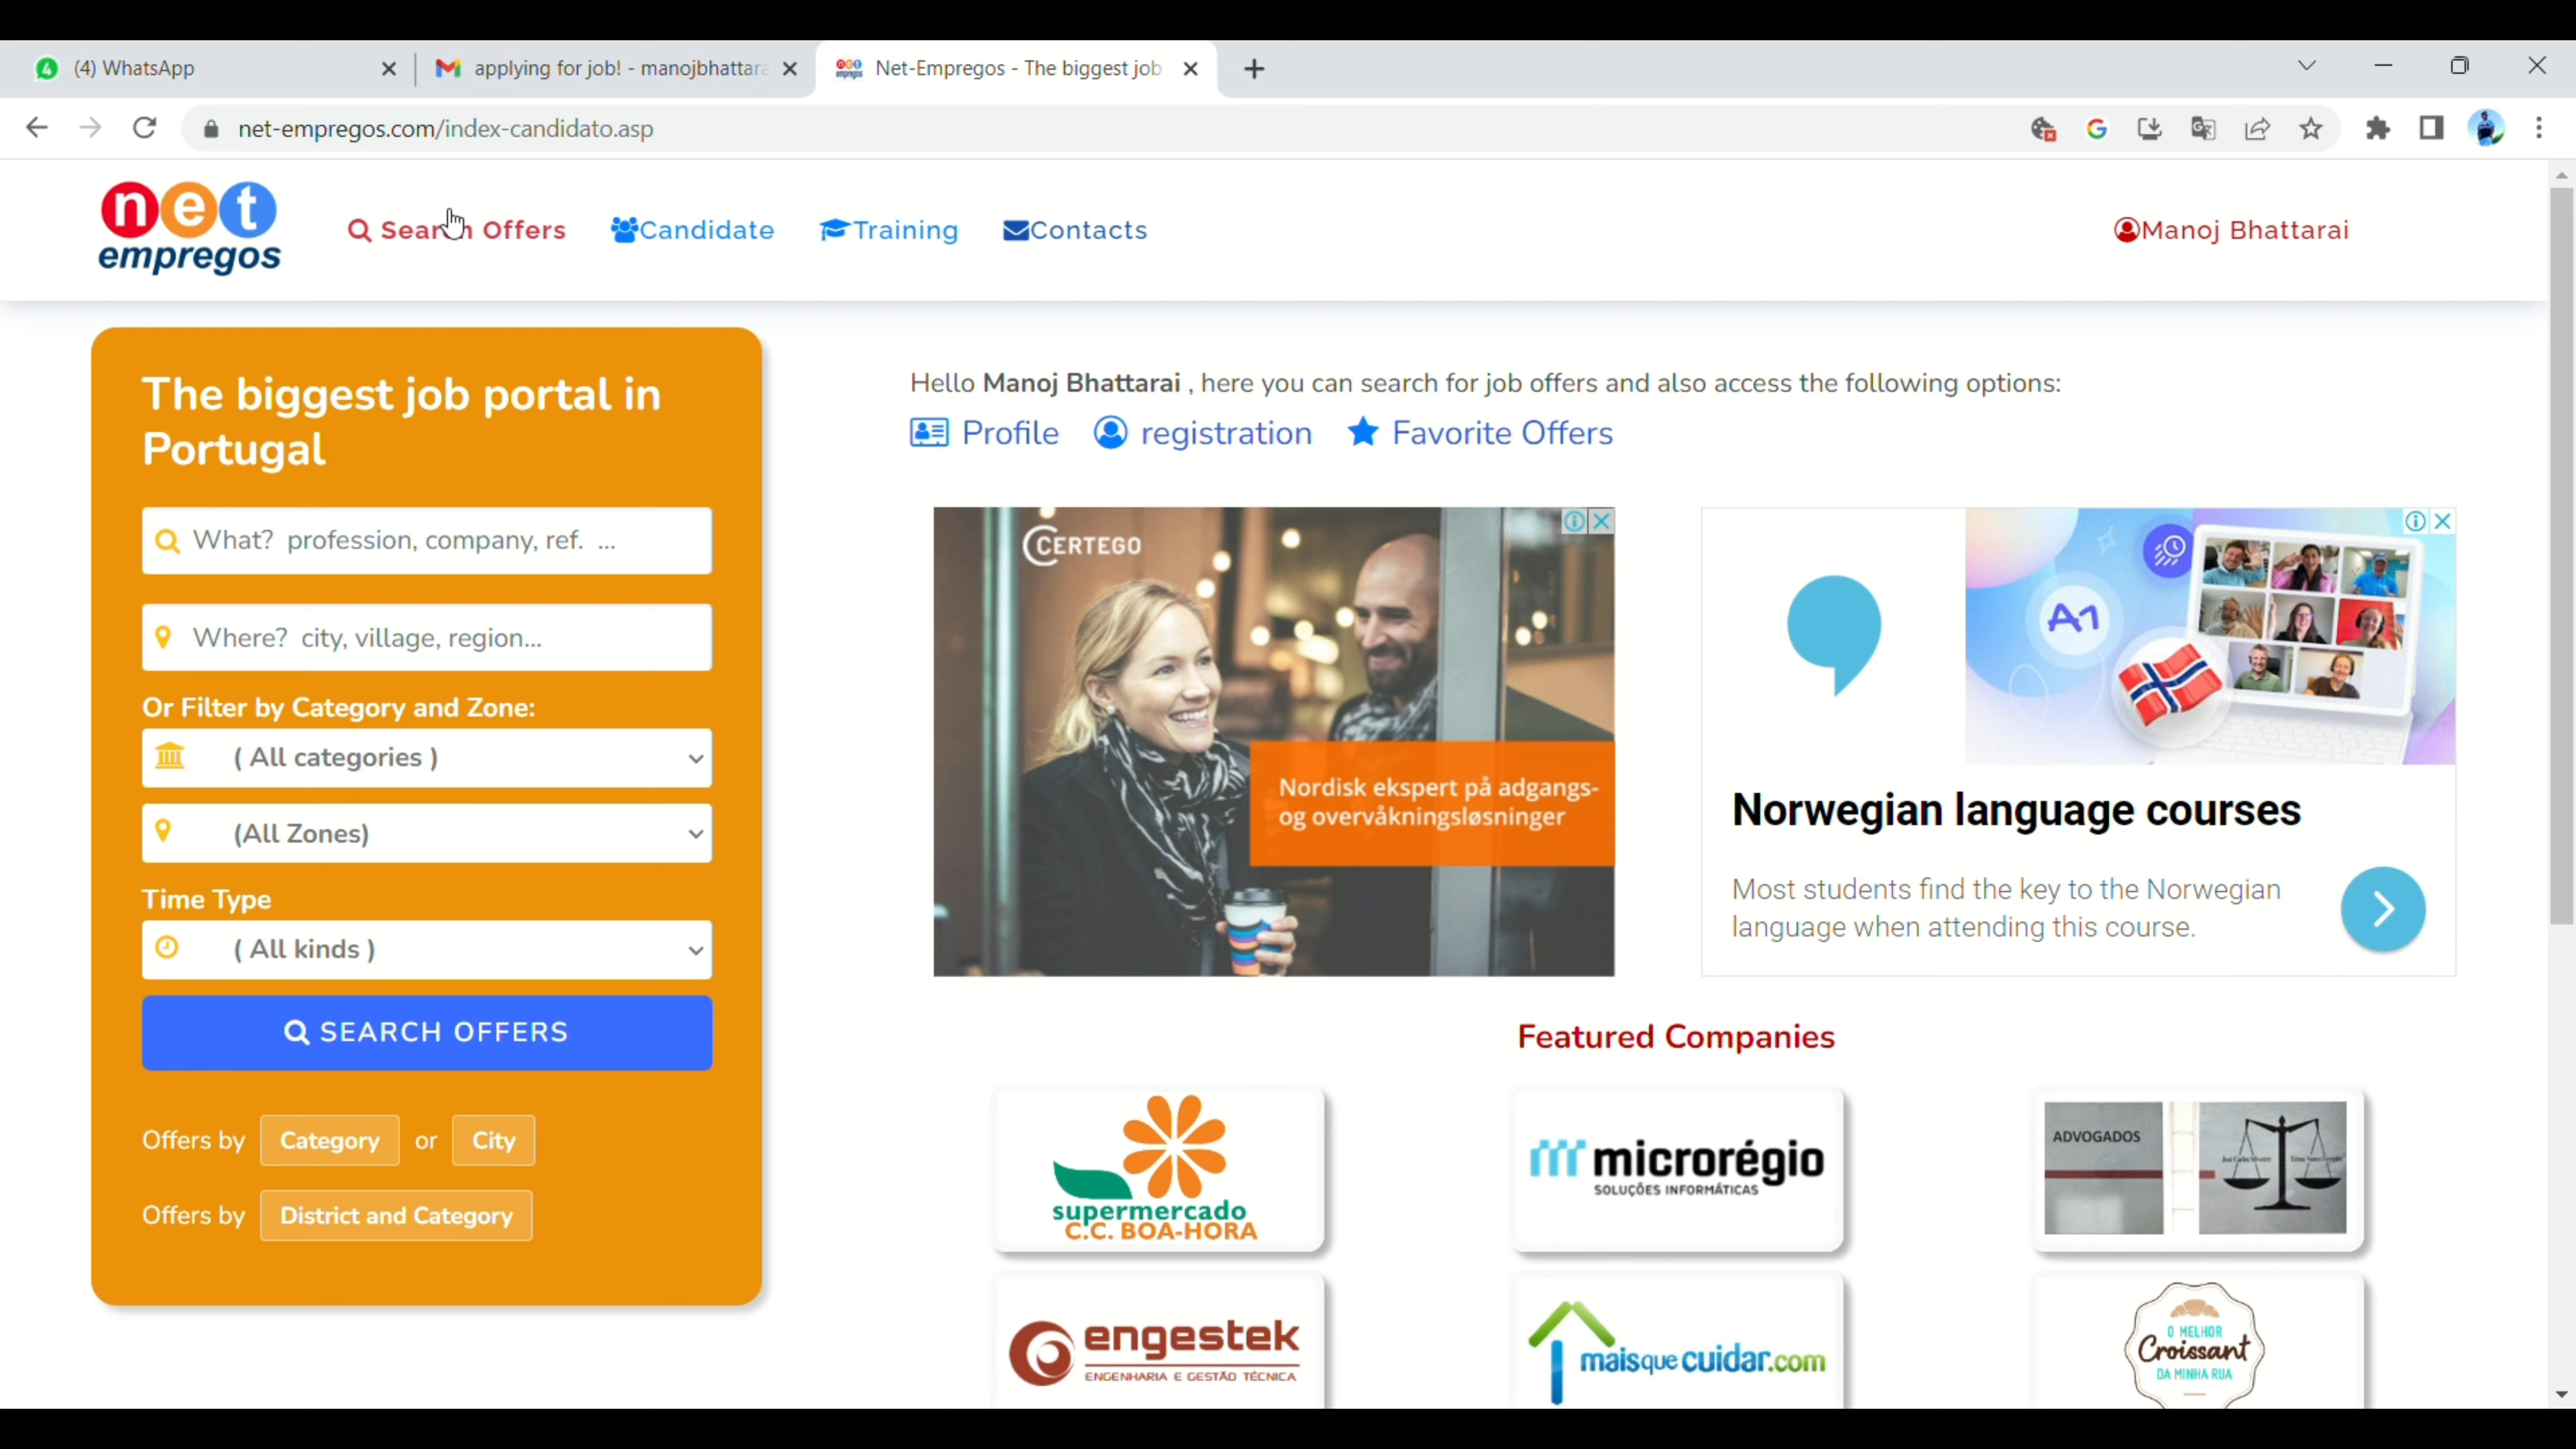 4 (4) WhatsApp
applying for job! - manojbhattara
Net-Empregos - The biggest job
net-empregos.com/index-candidato.asp
net
empregos
Search Offers
Candidate
Training
Contacts
Manoj Bhattarai
The biggest job portal in
Portugal
What? profession, company, ref. ...
Where? city, village, region...
Or Filter by Category and Zone:
( All categories )
(All Zones)
Time Type
( All kinds )
SEARCH OFFERS
Offers by Category or City
Offers by District and Category
Hello Manoj Bhattarai , here you can search for job offers and also access the following options:
Profile registration Favorite Offers
CERTEGO
Nordisk ekspert på adgangs-
og overvåkningsløsninger
A1
Norwegian language courses
Most students find the key to the Norwegian
language when attending this course.
Featured Companies
supermercado
C.C. BOA-HORA
microrégio
SOLUÇÕES INFORMÁTICAS
ADVOGADOS
engestek
ENGENHARIA E GESTÃO TÉCNICA
maisquecuidar.com
O MELHOR
Croissant
DA MINHA RUA